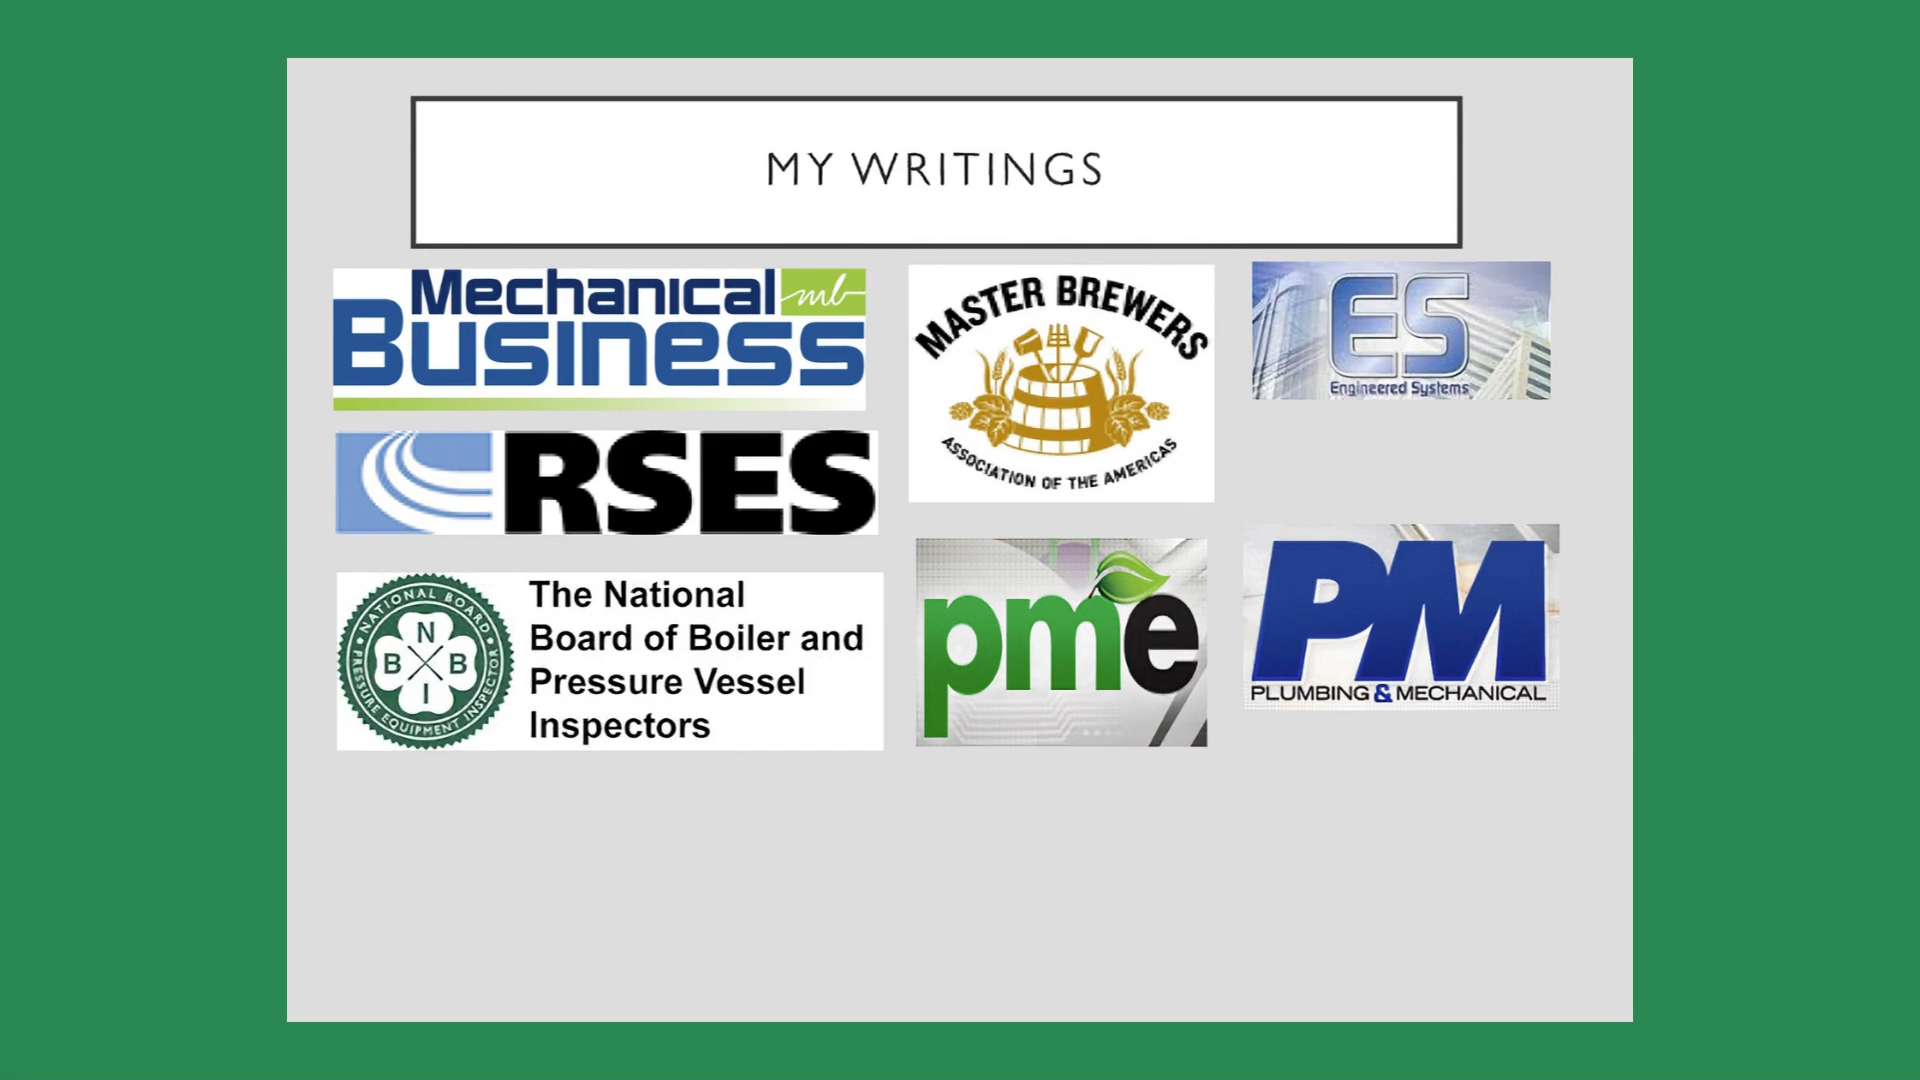 MY WRITINGS
Mechanical mb
Business
RSES
NATIONAL BOARD
PRESSURE EQUIPMENT INSPECTOR
N
B B
I
The National
Board of Boiler and
Pressure Vessel
Inspectors
MASTER BREWERS
ASSOCIATION OF THE AMERICAS
pme
ES
Engineered Systems
PM
PLUMBING & MECHANICAL